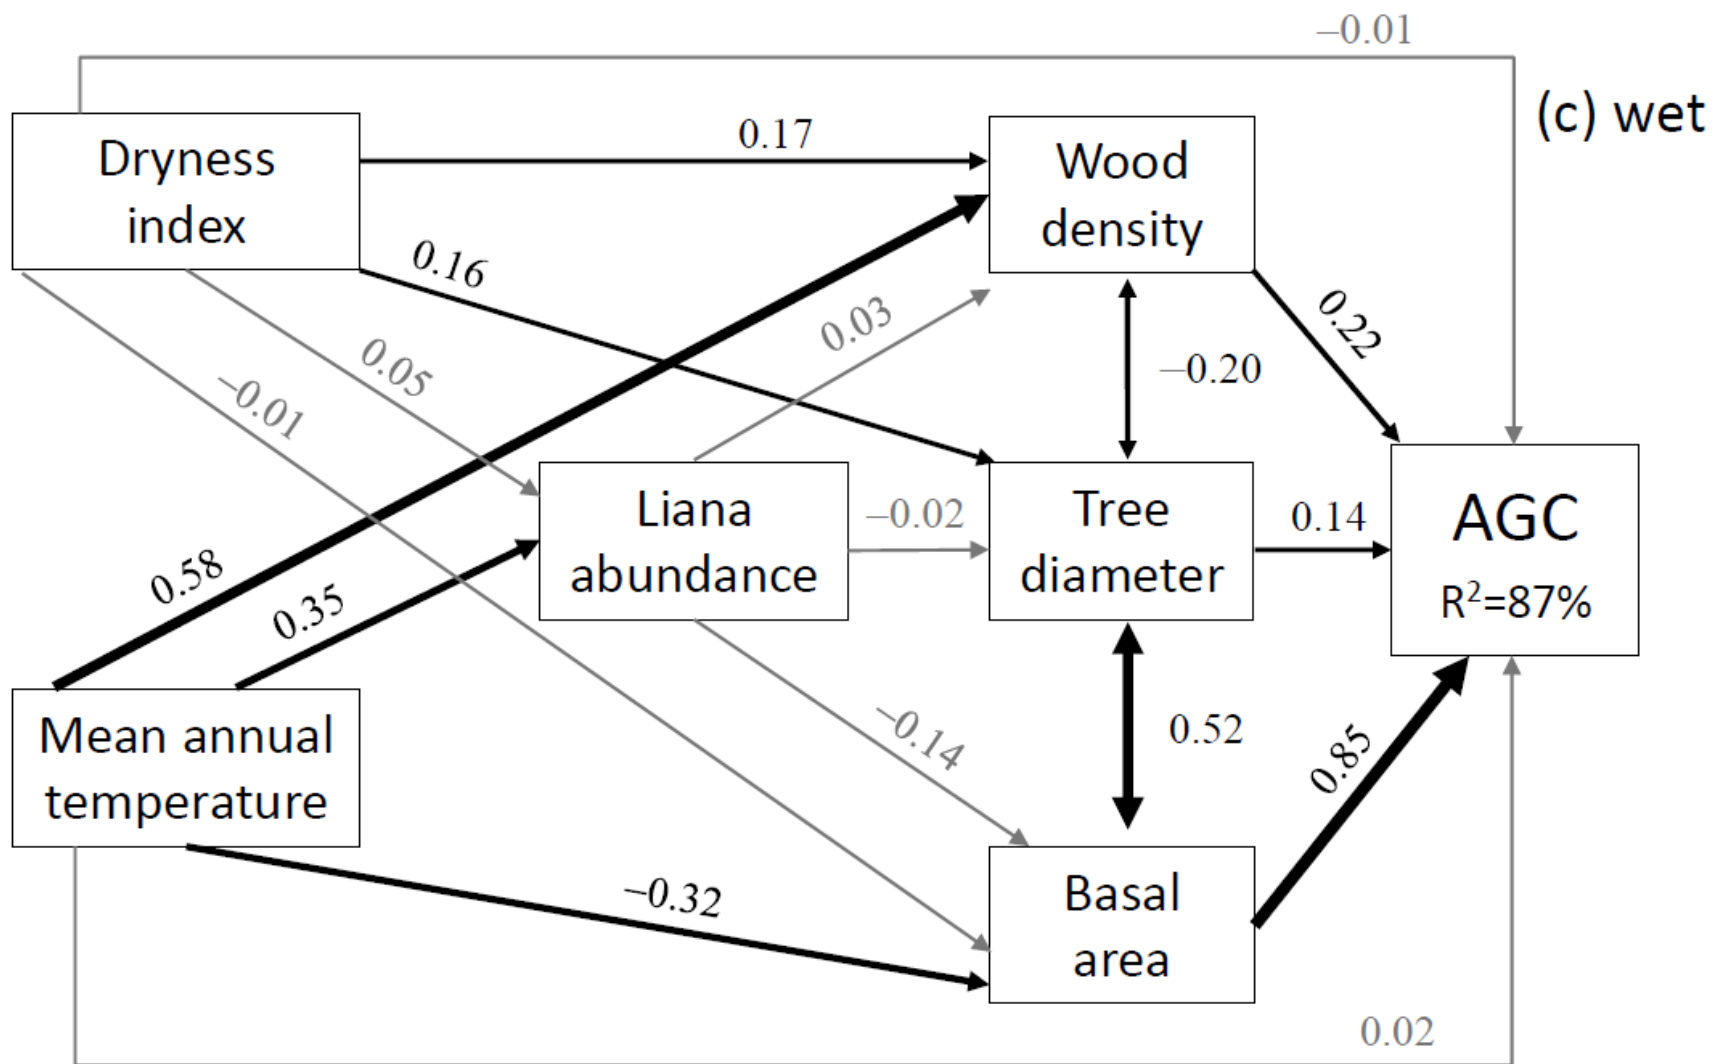 –0.01
(c) wet
Dryness
index
0.17
Wood
density
0.16
0.03
0.22
0.05
–0.20
–0.01
Liana
abundance
–0.02
Tree
diameter
0.14
AGC
R²=87%
0.58
0.35
Mean annual
temperature
–0.14
0.52
0.85
–0.32
Basal
area
0.02